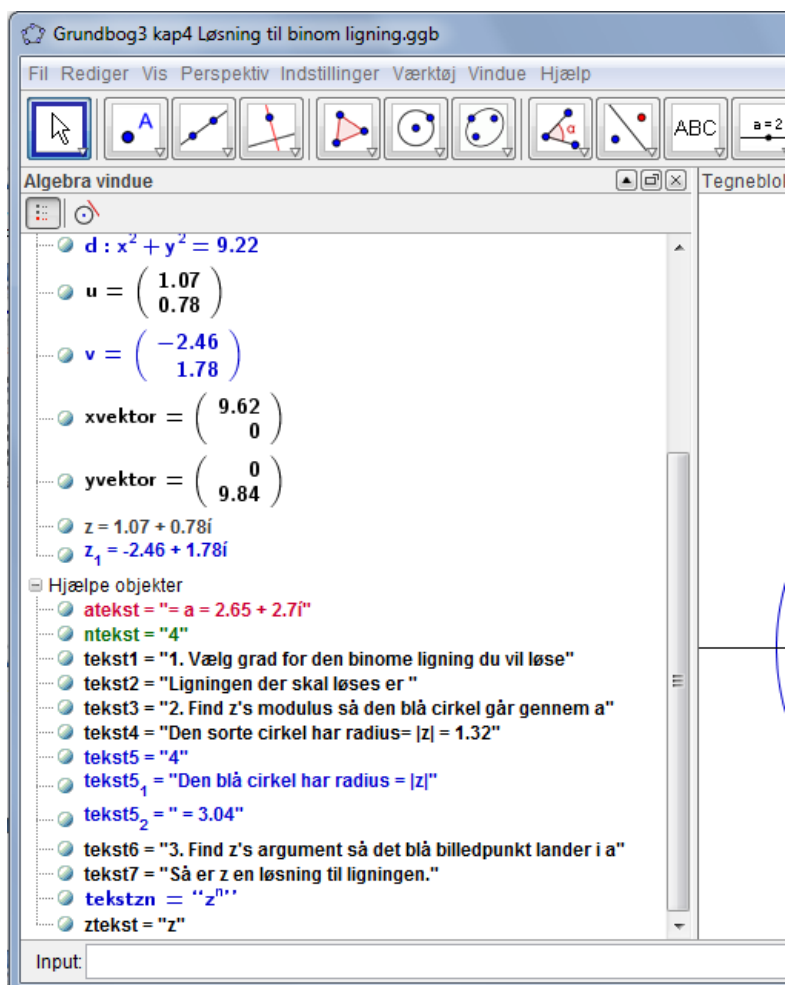 Grundbog3 kap4 Løsning til binom ligning.ggb
Fil Rediger Vis Perspektiv Indstillinger Værktøj Vindue Hjælp
A
α
ABC
a=2
Algebra vindue
Tegneblok
d : x² + y² = 9.22
u = ( 1.07
0.78 )
v = ( −2.46
1.78 )
xvektor = ( 9.62
0 )
yvektor = ( 0
9.84 )
z = 1.07 + 0.78í
z₁ = -2.46 + 1.78í
Hjælpe objekter
atekst = "= a = 2.65 + 2.7í"
ntekst = "4"
tekst1 = "1. Vælg grad for den binome ligning du vil løse"
tekst2 = "Ligningen der skal løses er "
tekst3 = "2. Find z's modulus så den blå cirkel går gennem a"
tekst4 = "Den sorte cirkel har radius= |z| = 1.32"
tekst5 = "4"
tekst5₁ = "Den blå cirkel har radius = |z|"
tekst5₂ = " = 3.04"
tekst6 = "3. Find z's argument så det blå billedpunkt lander i a"
tekst7 = "Så er z en løsning til ligningen."
tekstzn = “zⁿ”
ztekst = "z"
Input: